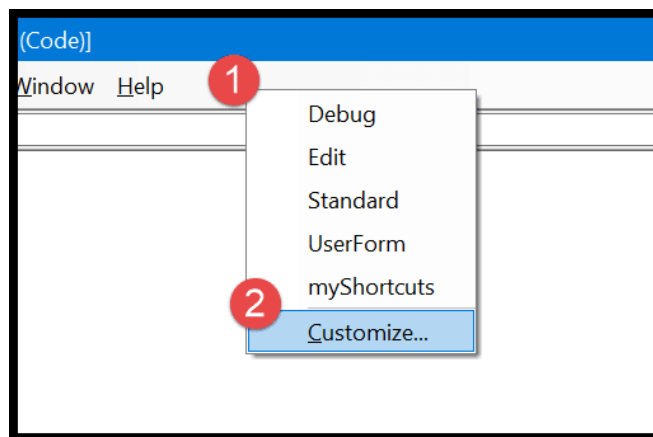 (Code)]
Window Help
1
Debug
Edit
Standard
UserForm
myShortcuts
2
Customize...